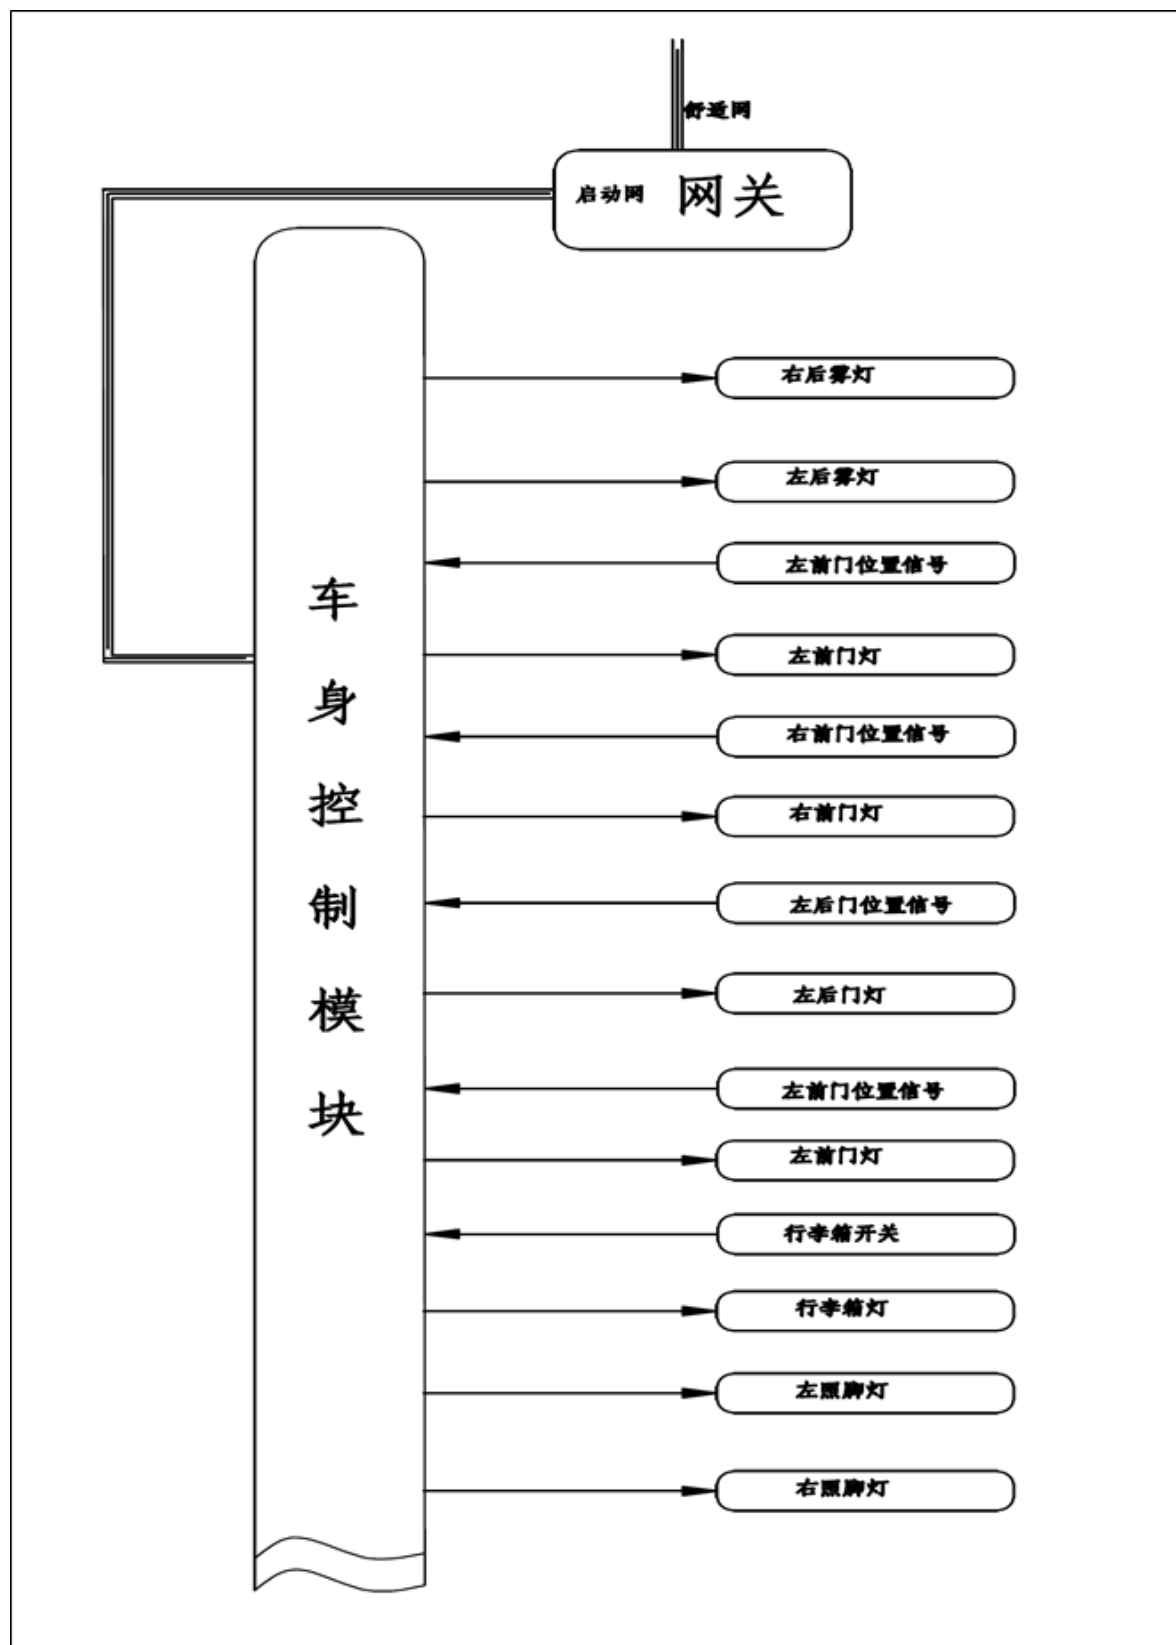 舒适网
启动网 网关
右后雾灯
左后雾灯
左前门位置信号
左前门灯
右前门位置信号
右前门灯
左后门位置信号
左后门灯
左前门位置信号
左前门灯
行李箱开关
行李箱灯
左照脚灯
右照脚灯
车身控制模块